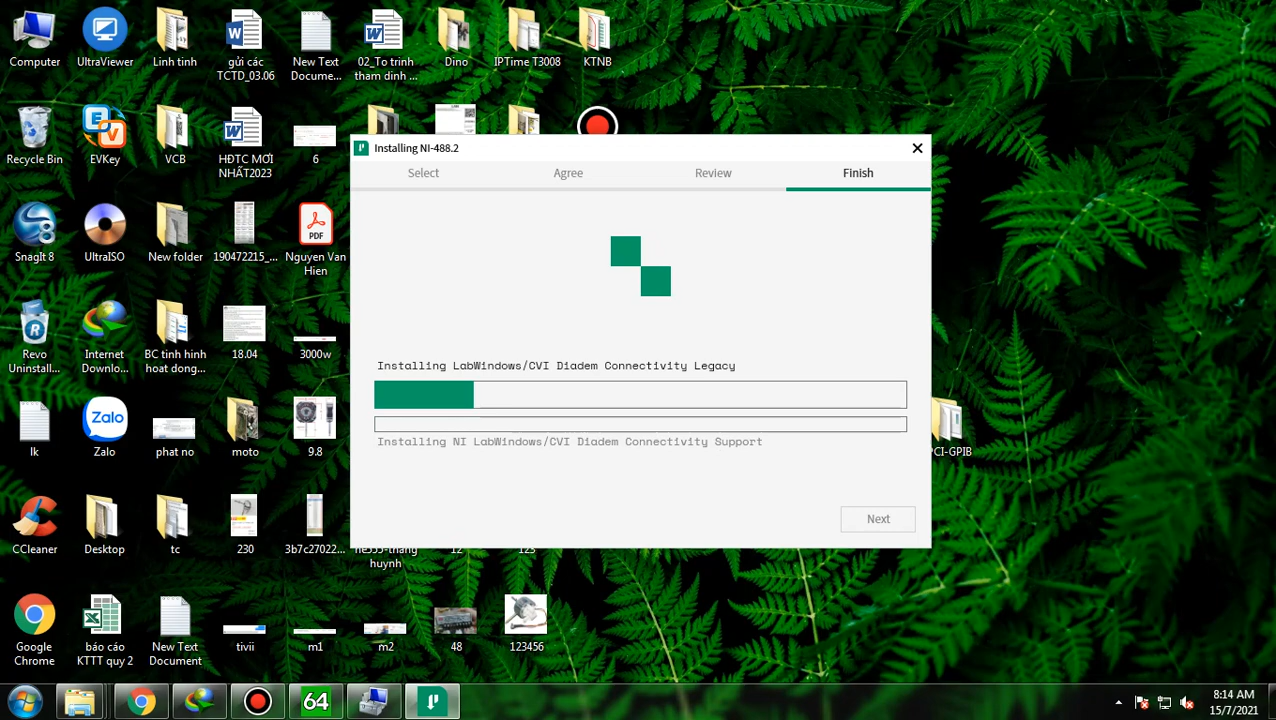 Computer
UltraViewer
Linh tinh
gửi các
TCTD_03.06
New Text
Docume...
02_To trinh
tham dinh ...
Dino
IPTime T3008
KTNB
Recycle Bin
EVKey
VCB
HĐTC MỚI
NHẤT2023
6
Installing NI-488.2
Select
Agree
Review
Finish
SnagIt 8
UltraISO
New folder
190472215_...
PDF
Nguyen Van
Hien
Revo
Uninstall...
Internet
Downlo...
BC tinh hinh
hoat dong...
18.04
3000w
Installing LabWindows/CVI Diadem Connectivity Legacy
Installing NI LabWindows/CVI Diadem Connectivity Support
lk
Zalo
Zalo
phat no
moto
9.8
PCI-GPIB
Next
CCleaner
Desktop
tc
230
3b7c27022...
ne555-thang
huynh
12
123
Google
Chrome
báo cáo
KTTT quy 2
New Text
Document
tivii
m1
m2
48
123456
64
8:14 AM
15/7/2021